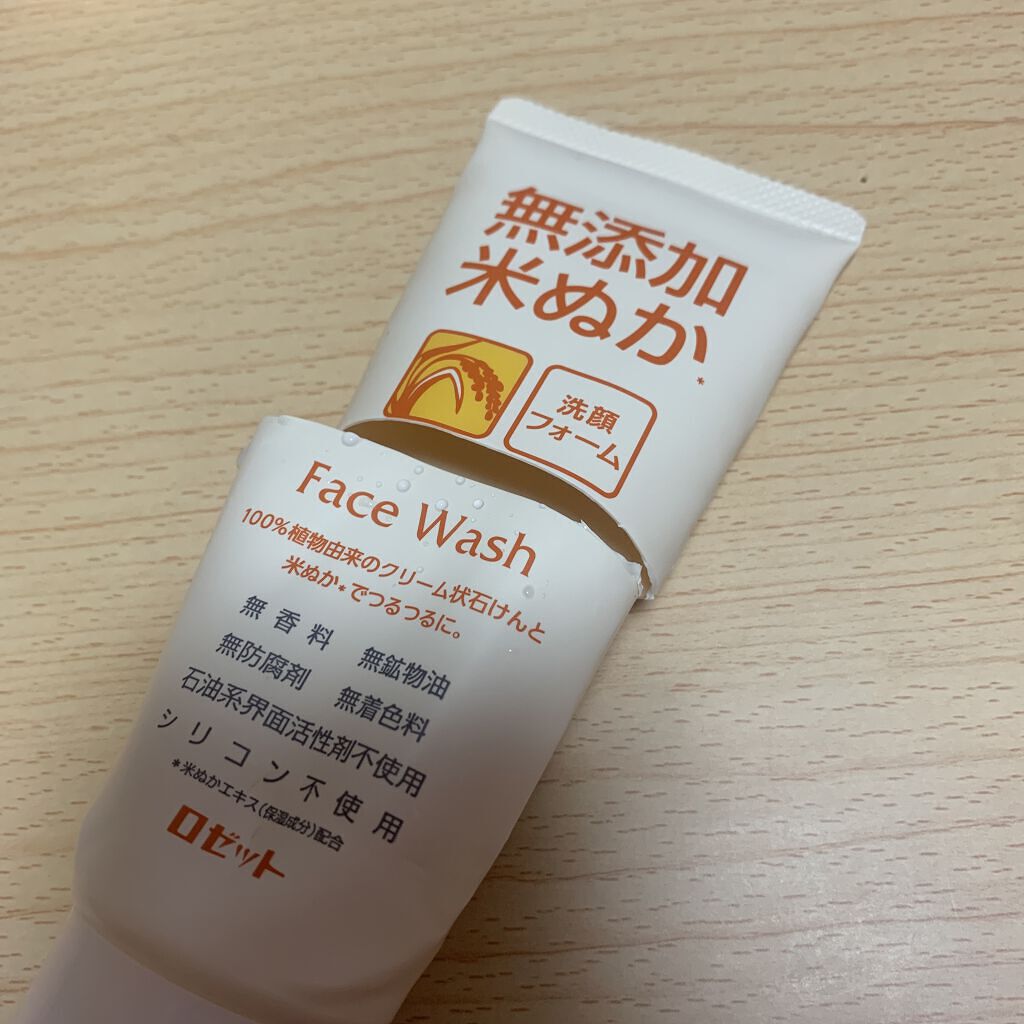 無添加
米ぬか*
洗顔
フォーム
Face Wash
100%植物由来のクリーム状石けんと
米ぬか*でつるつるに。
無香料 無鉱物油
無防腐剤 無着色料
石油系界面活性剤不使用
シリコン不使用
*米ぬかエキス(保湿成分)配合
ロゼット